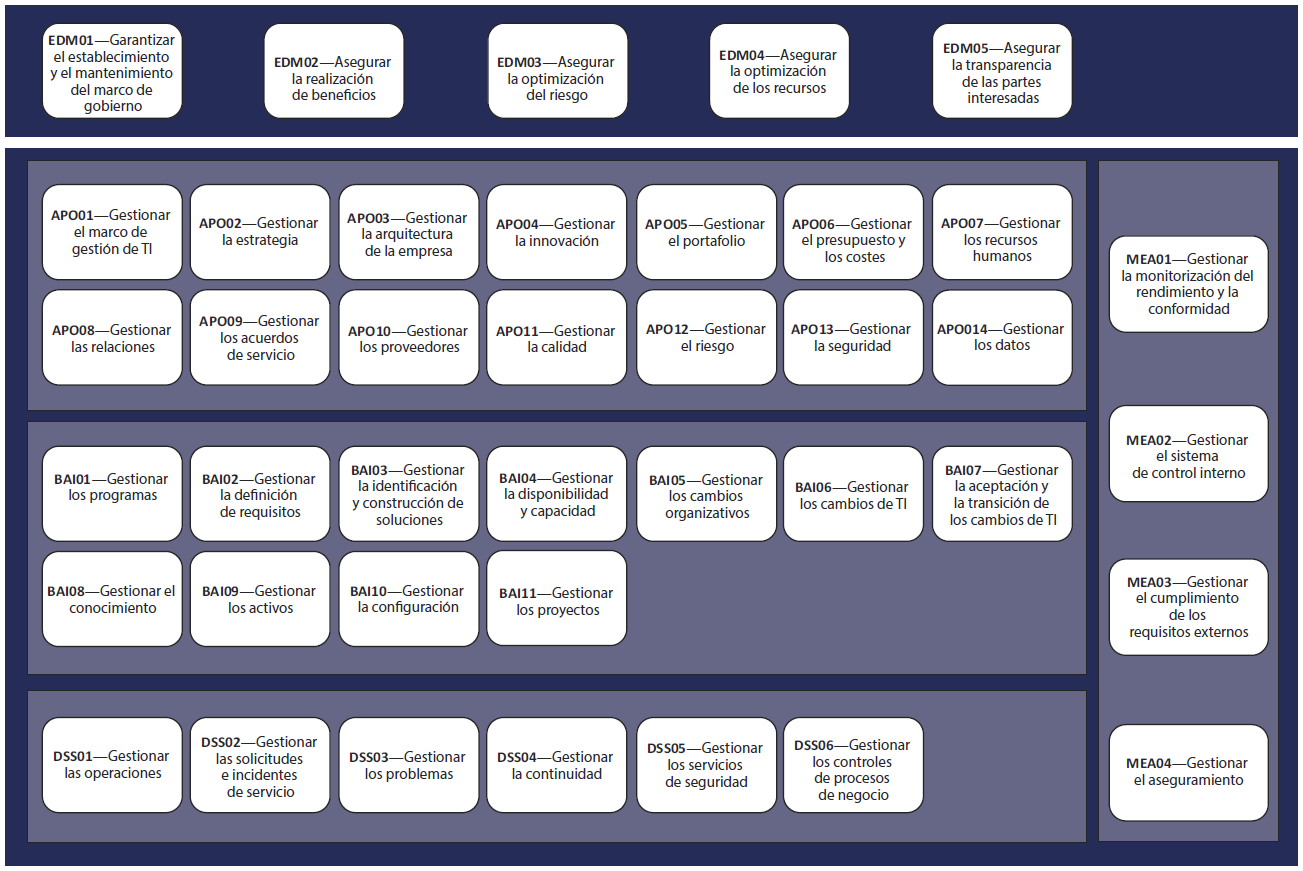 EDM01—Garantizar
el establecimiento
y el mantenimiento
del marco de
gobierno
EDM02—Asegurar
la realización
de beneficios
EDM03—Asegurar
la optimización
del riesgo
EDM04—Asegurar
la optimización
de los recursos
EDM05—Asegurar
la transparencia
de las partes
interesadas
APO01—Gestionar
el marco de
gestión de TI
APO02—Gestionar
la estrategia
APO03—Gestionar
la arquitectura
de la empresa
APO04—Gestionar
la innovación
APO05—Gestionar
el portafolio
APO06—Gestionar
el presupuesto y
los costes
APO07—Gestionar
los recursos
humanos
APO08—Gestionar
las relaciones
APO09—Gestionar
los acuerdos
de servicio
APO10—Gestionar
los proveedores
APO11—Gestionar
la calidad
APO12—Gestionar
el riesgo
APO13—Gestionar
la seguridad
APO014—Gestionar
los datos
BAI01—Gestionar
los programas
BAI02—Gestionar
la definición
de requisitos
BAI03—Gestionar
la identificación
y construcción de
soluciones
BAI04—Gestionar
la disponibilidad
y capacidad
BAI05—Gestionar
los cambios
organizativos
BAI06—Gestionar
los cambios de TI
BAI07—Gestionar
la aceptación y
la transición de
los cambios de TI
BAI08—Gestionar el
conocimiento
BAI09—Gestionar
los activos
BAI10—Gestionar
la configuración
BAI11—Gestionar
los proyectos
DSS01—Gestionar
las operaciones
DSS02—Gestionar
las solicitudes
e incidentes
de servicio
DSS03—Gestionar
los problemas
DSS04—Gestionar
la continuidad
DSS05—Gestionar
los servicios
de seguridad
DSS06—Gestionar
los controles
de procesos
de negocio
MEA01—Gestionar
la monitorización del
rendimiento y la
conformidad
MEA02—Gestionar
el sistema
de control interno
MEA03—Gestionar
el cumplimiento
de los
requisitos externos
MEA04—Gestionar
el aseguramiento